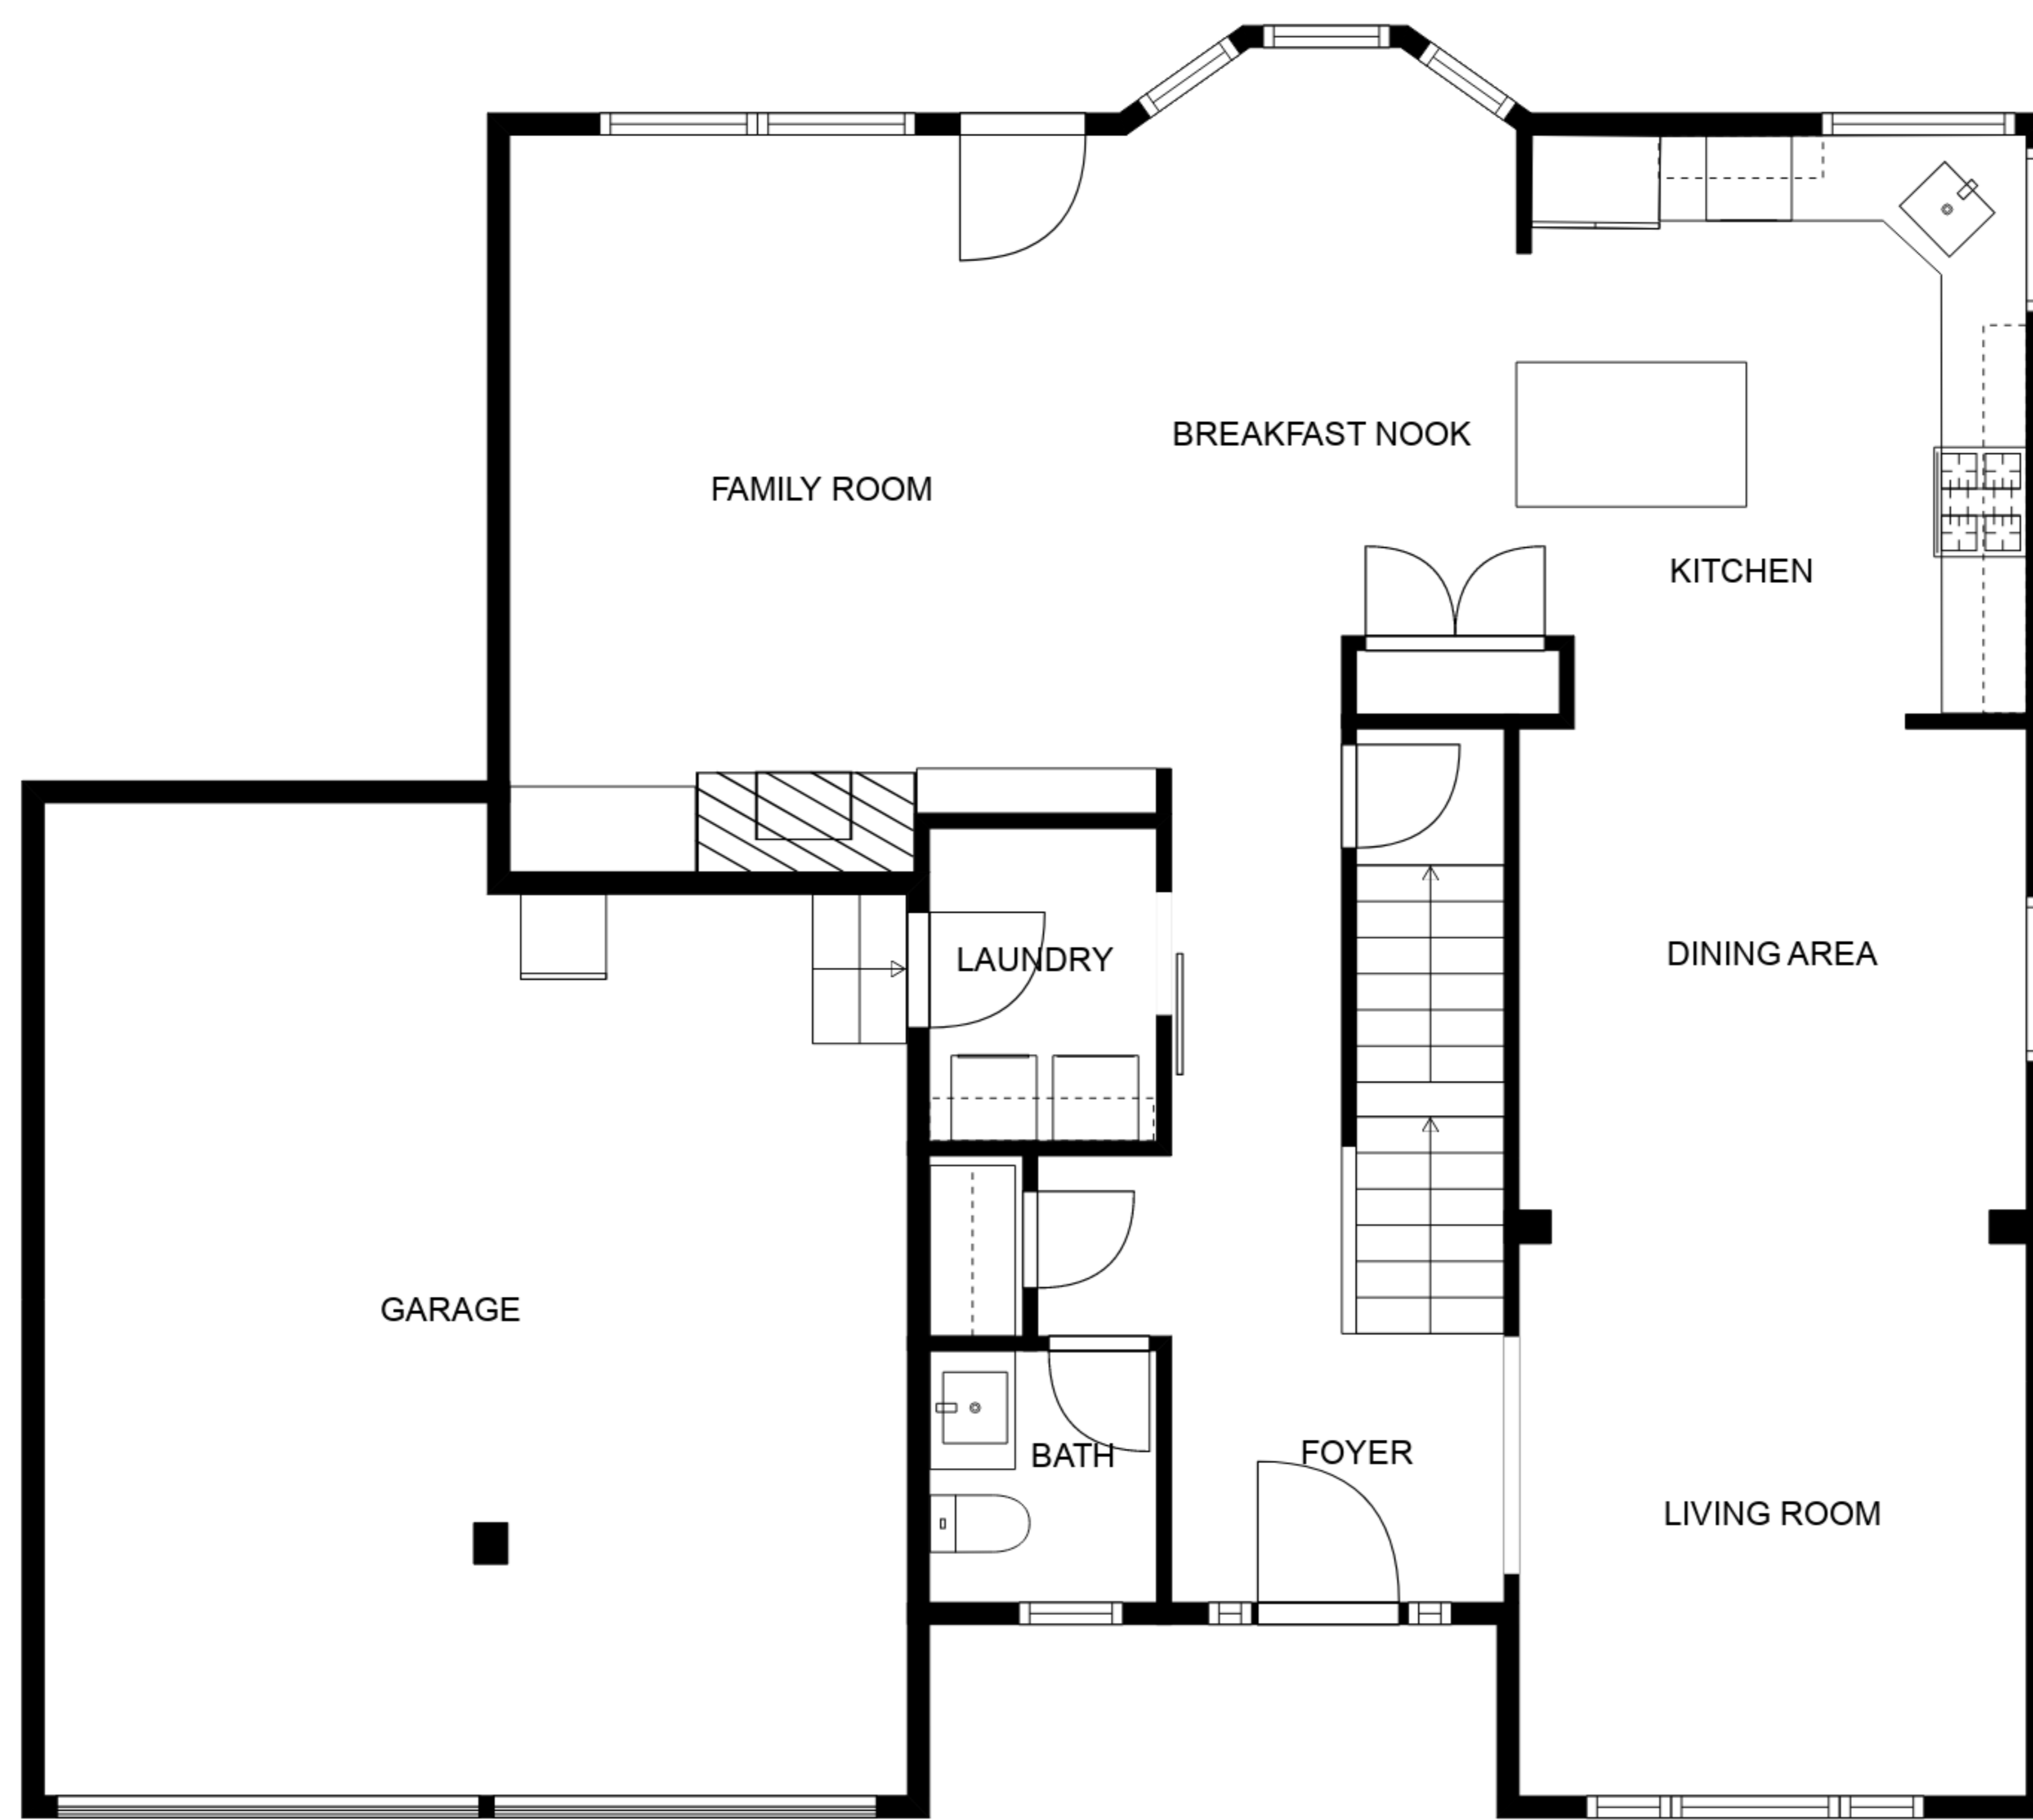 BREAKFAST NOOK
FAMILY ROOM
KITCHEN
DINING AREA
LAUNDRY
GARAGE
BATH
FOYER
LIVING ROOM